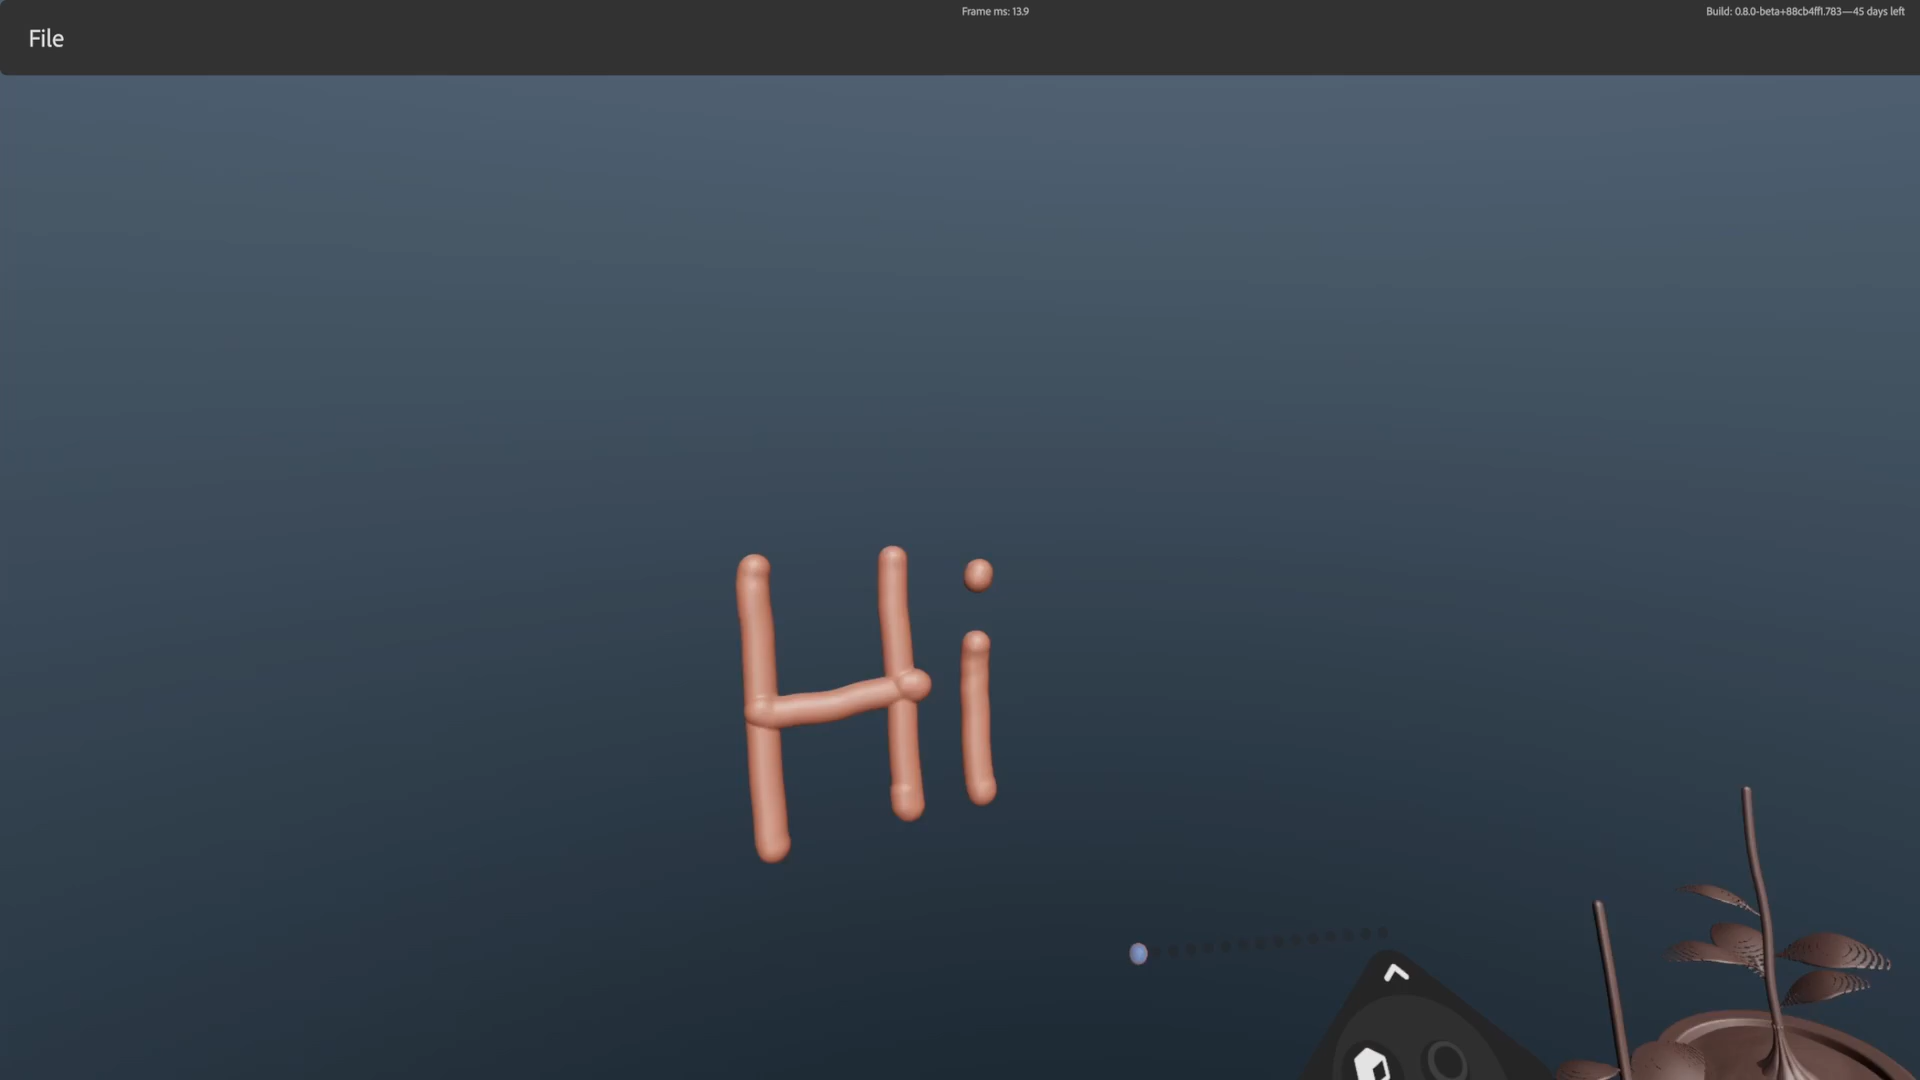 Frame ms: 13.9
Build: 0.8.0-beta+88cb4ff1.783—45 days left
File
Hi